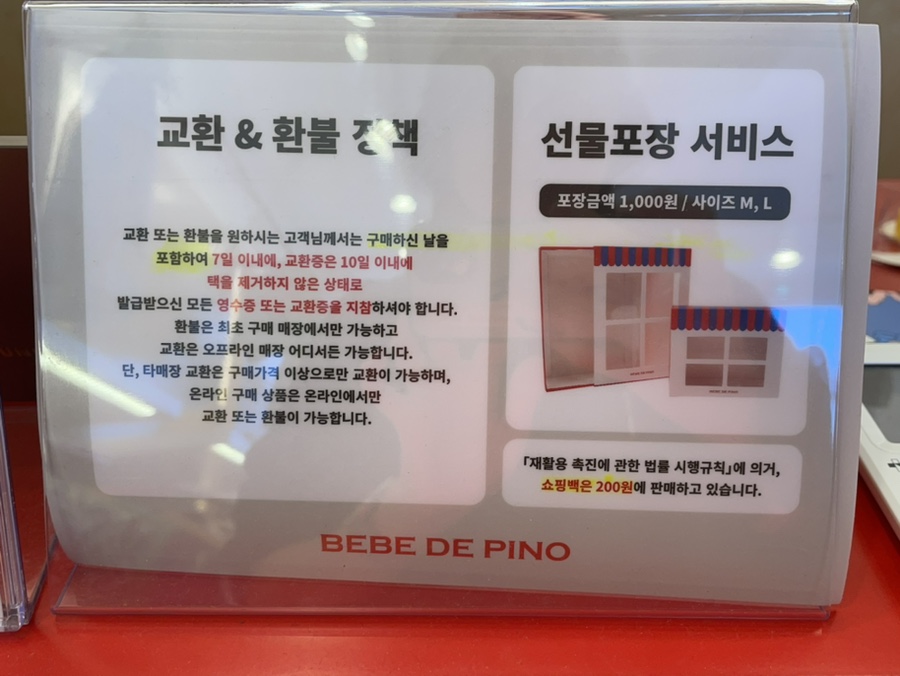 교환 & 환불 정책
교환 또는 환불을 원하시는 고객님께서는 구매하신 날을
포함하여 7일 이내에, 교환증은 10일 이내에
택을 제거하지 않은 상태로
발급받으신 모든 영수증 또는 교환증을 지참하셔야 합니다.
환불은 최초 구매 매장에서만 가능하고
교환은 오프라인 매장 어디서든 가능합니다.
단, 타매장 교환은 구매가격 이상으로만 교환이 가능하며,
온라인 구매 상품은 온라인에서만
교환 또는 환불이 가능합니다.
선물포장 서비스
포장금액 1,000원 / 사이즈 M, L
BEBE DE PINO
BEBE DE PINO
「재활용 촉진에 관한 법률 시행규칙」에 의거,
쇼핑백은 200원에 판매하고 있습니다.
BEBE DE PINO